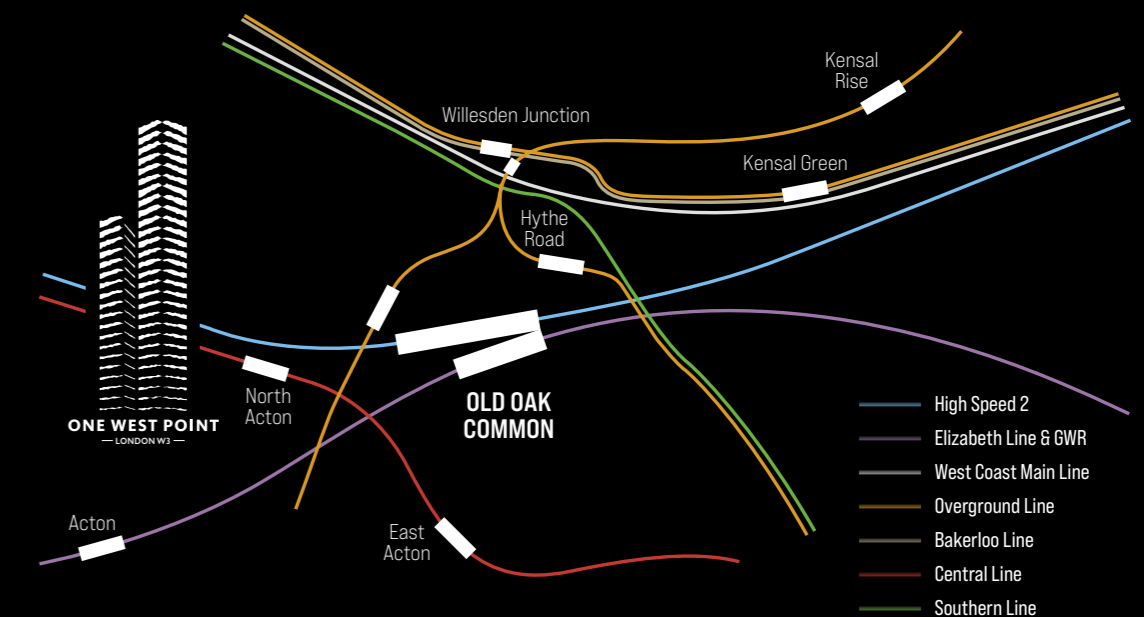 Kensal
Rise
Willesden Junction
Kensal Green
Hythe
Road
North
Acton
OLD OAK
COMMON
ONE WEST POINT
LONDON W3
Acton
East
Acton
High Speed 2
Elizabeth Line & GWR
West Coast Main Line
Overground Line
Bakerloo Line
Central Line
Southern Line